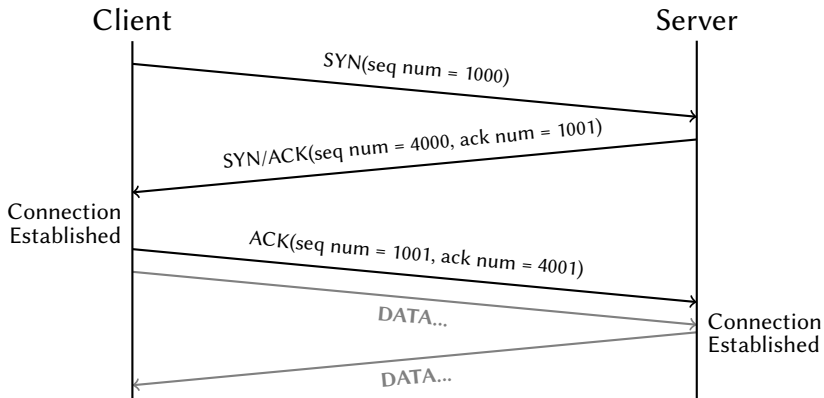 Client
Server
SYN(seq num = 1000)
SYN/ACK(seq num = 4000, ack num = 1001)
Connection
Established
ACK(seq num = 1001, ack num = 4001)
DATA...
Connection
Established
DATA...